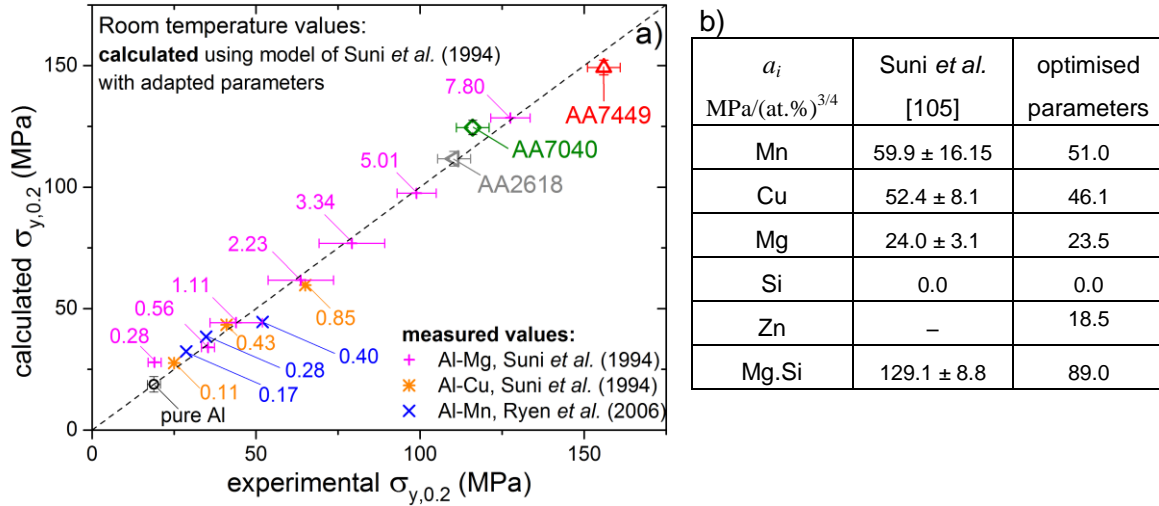 Room temperature values:
calculated using model of Suni et al. (1994)
with adapted parameters
a)
150
100
50
0
calculated σy,0.2 (MPa)
7.80
AA7449
AA7040
5.01
AA2618
3.34
2.23
1.11
0.56
0.28
0.85
0.43
0.40
0.28
0.11
0.17
pure Al
measured values:
Al-Mg, Suni et al. (1994)
Al-Cu, Suni et al. (1994)
Al-Mn, Ryen et al. (2006)
0 50 100 150
experimental σy,0.2 (MPa)
b)
ai Suni et al. optimised
MPa/(at.%)3/4 [105] parameters
Mn 59.9 ± 16.15 51.0
Cu 52.4 ± 8.1 46.1
Mg 24.0 ± 3.1 23.5
Si 0.0 0.0
Zn – 18.5
Mg.Si 129.1 ± 8.8 89.0